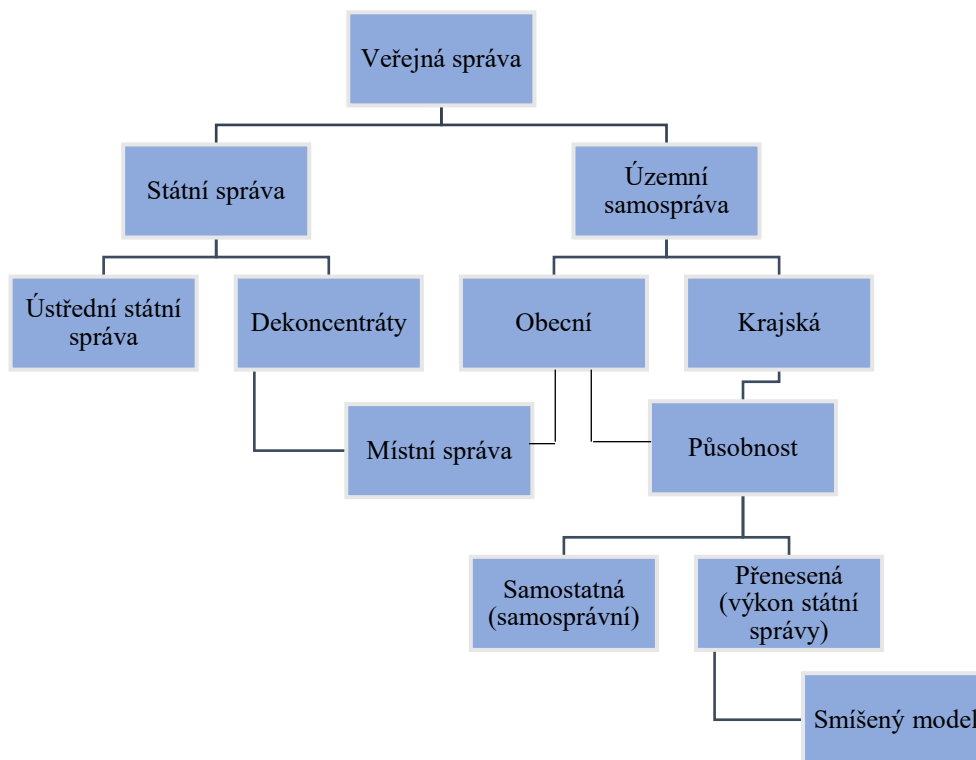 Veřejná správa
Státní správa
Územní
samospráva
Ústřední státní
správa
Dekoncentráty
Obecní
Krajská
Místní správa
Působnost
Samostatná
(samosprávní)
Přenesená
(výkon státní
správy)
Smíšený model